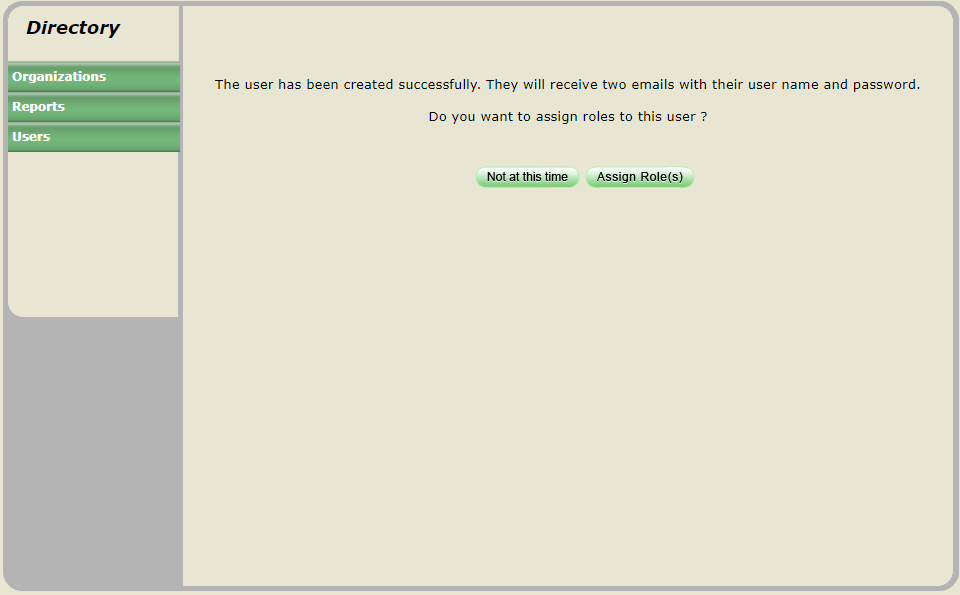 Directory
Organizations
Reports
Users
The user has been created successfully. They will receive two emails with their user name and password.
Do you want to assign roles to this user ?
Not at this time Assign Role(s)